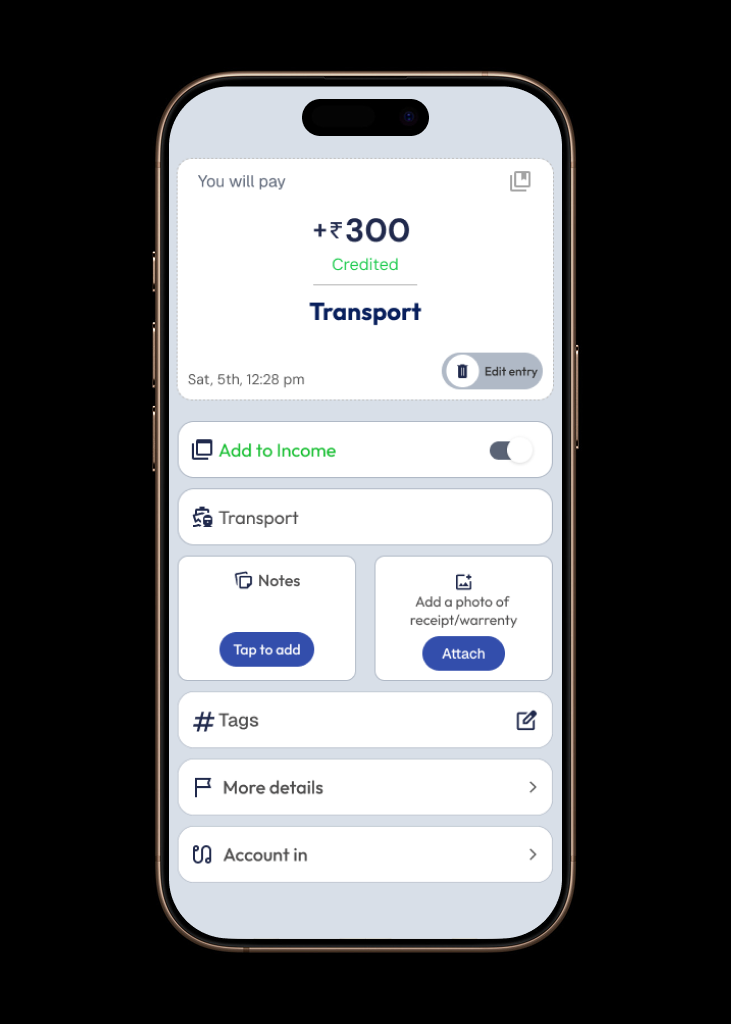 You will pay
+₹300
Credited
Transport
Sat, 5th, 12:28 pm
Edit entry
Add to Income
Transport
Notes
Tap to add
Add a photo of
receipt/warrenty
Attach
# Tags
More details
Account in